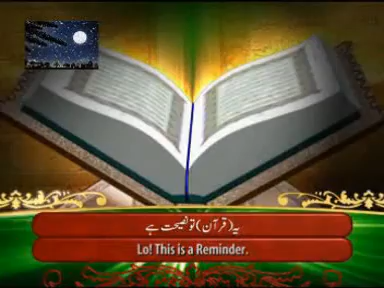 یہ (قرآن) تو نصیحت ہے
Lo! This is a Reminder.